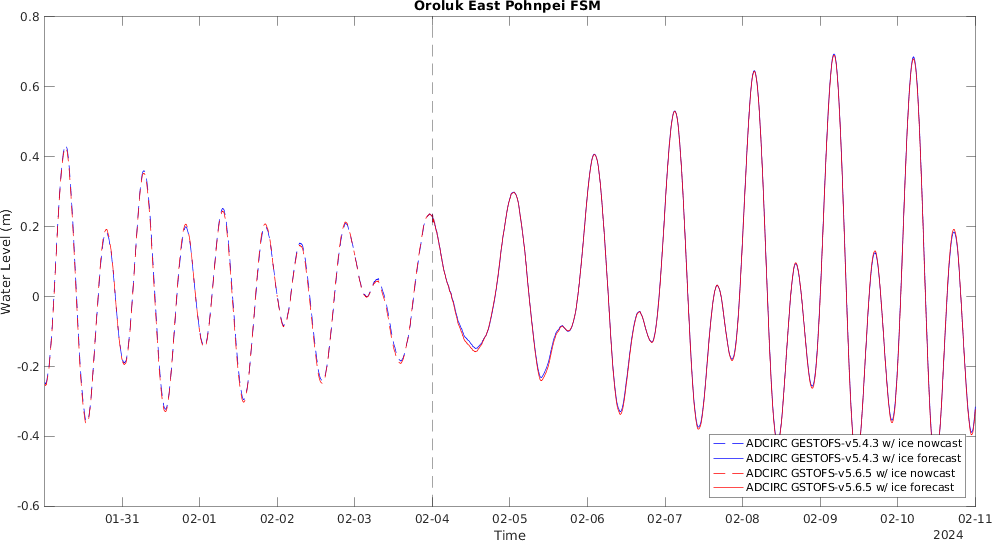 Oroluk East Pohnpei FSM
0.8
0.6
0.4
0.2
0
-0.2
-0.4
-0.6
Water Level (m)
ADCIRC GESTOFS-v5.4.3 w/ ice nowcast
ADCIRC GESTOFS-v5.4.3 w/ ice forecast
ADCIRC GSTOFS-v5.6.5 w/ ice nowcast
ADCIRC GSTOFS-v5.6.5 w/ ice forecast
01-31 02-01 02-02 02-03 02-04 02-05 02-06 02-07 02-08 02-09 02-10 02-11
Time
2024